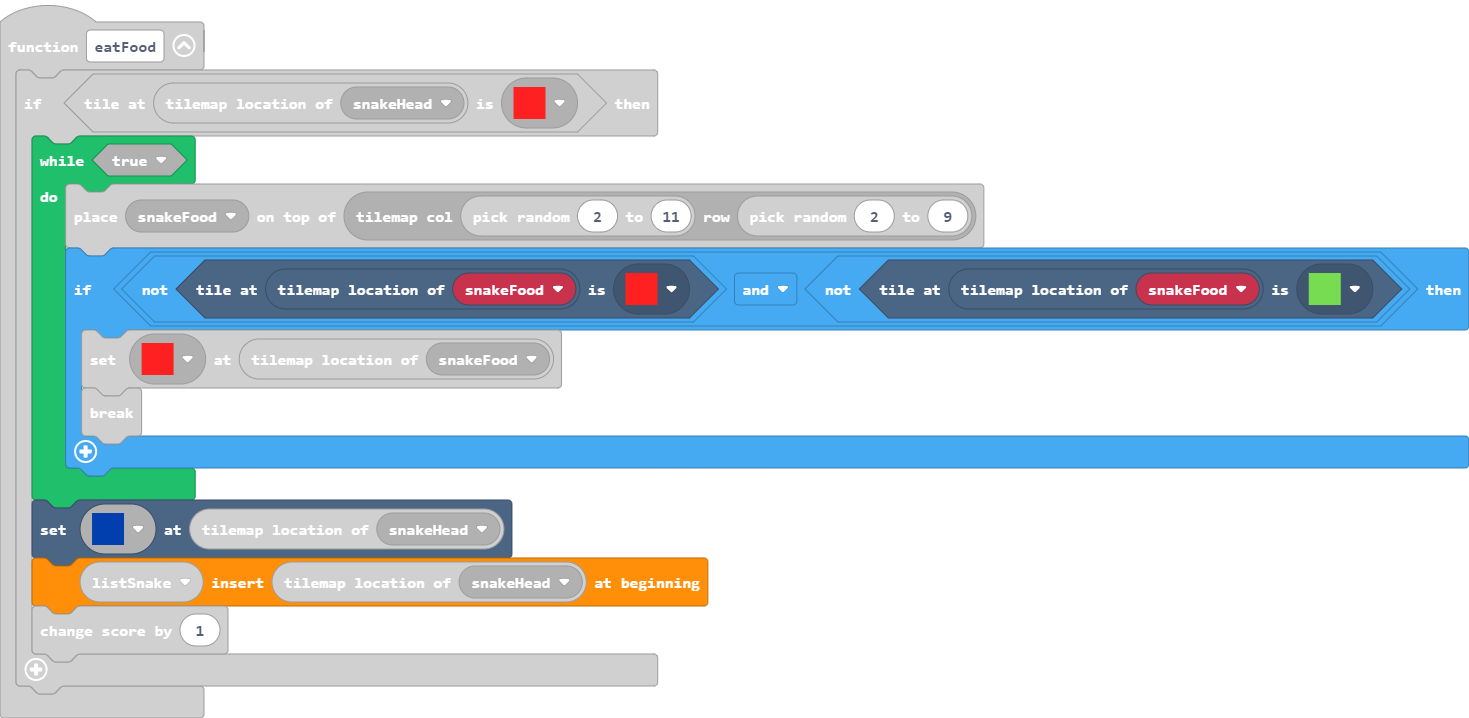 function eatFood
if tile at tilemap location of snakeHead is then
while true
do
place snakeFood on top of tilemap col pick random 2 to 11 row pick random 2 to 9
if not tile at tilemap location of snakeFood is and not tile at tilemap location of snakeFood is then
set at tilemap location of snakeFood
break
set at tilemap location of snakeHead
listSnake insert tilemap location of snakeHead at beginning
change score by 1